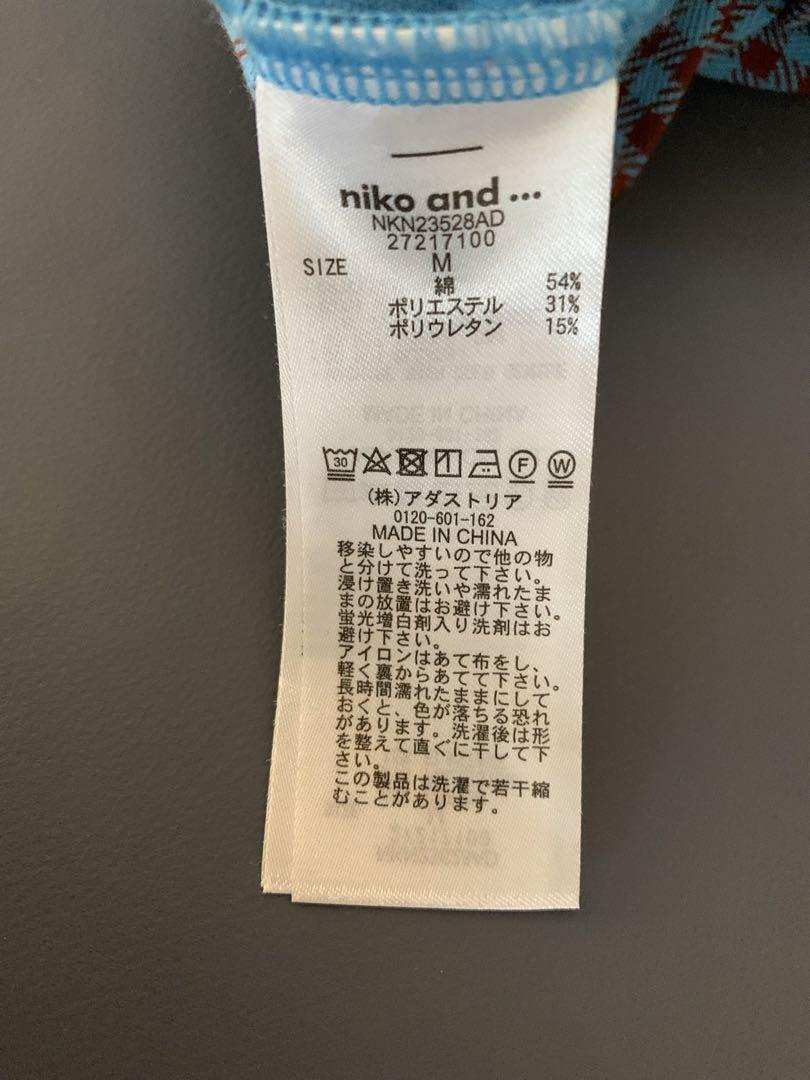 niko and ...
NKN23528AD
27217100
SIZE M
綿 54%
ポリエステル 31%
ポリウレタン 15%
30
F W
(株)アダストリア
0120-601-162
MADE IN CHINA
移染しやすいので他の物
と分けて洗って下さい。
浸け置き洗いや濡れたま
まの放置はお避け下さい。
蛍光増白剤入り洗剤はお
避け下さい。
アイロンはあて布をし、
軽く裏からあてて下さい。
長時間濡れたままにして
おくと、色が落ちる恐れ
があります。洗濯後は形
を整えて直ぐに干して下
さい。
この製品は洗濯で若干縮
むことがあります。